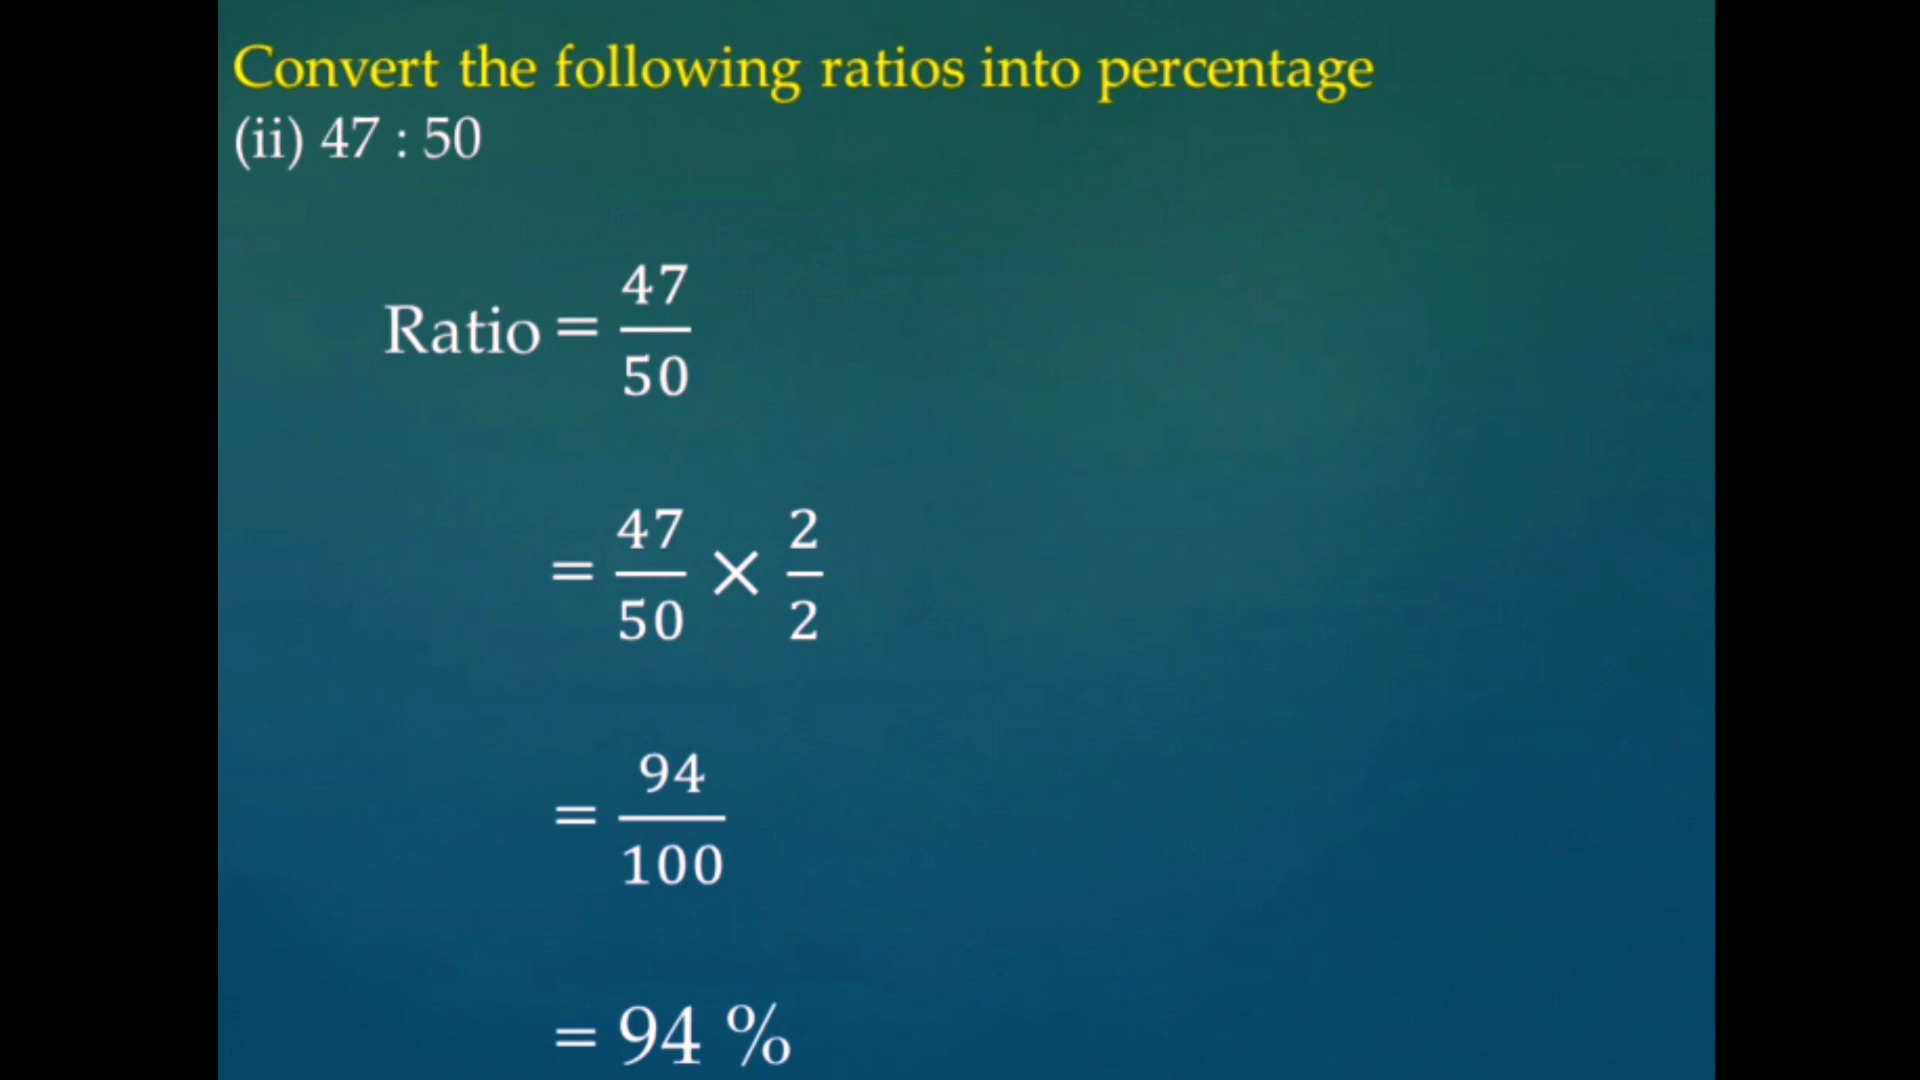 Convert the following ratios into percentage
(ii) 47 : 50
Ratio = 47/50
= 47/50 × 2/2
= 94/100
= 94 %